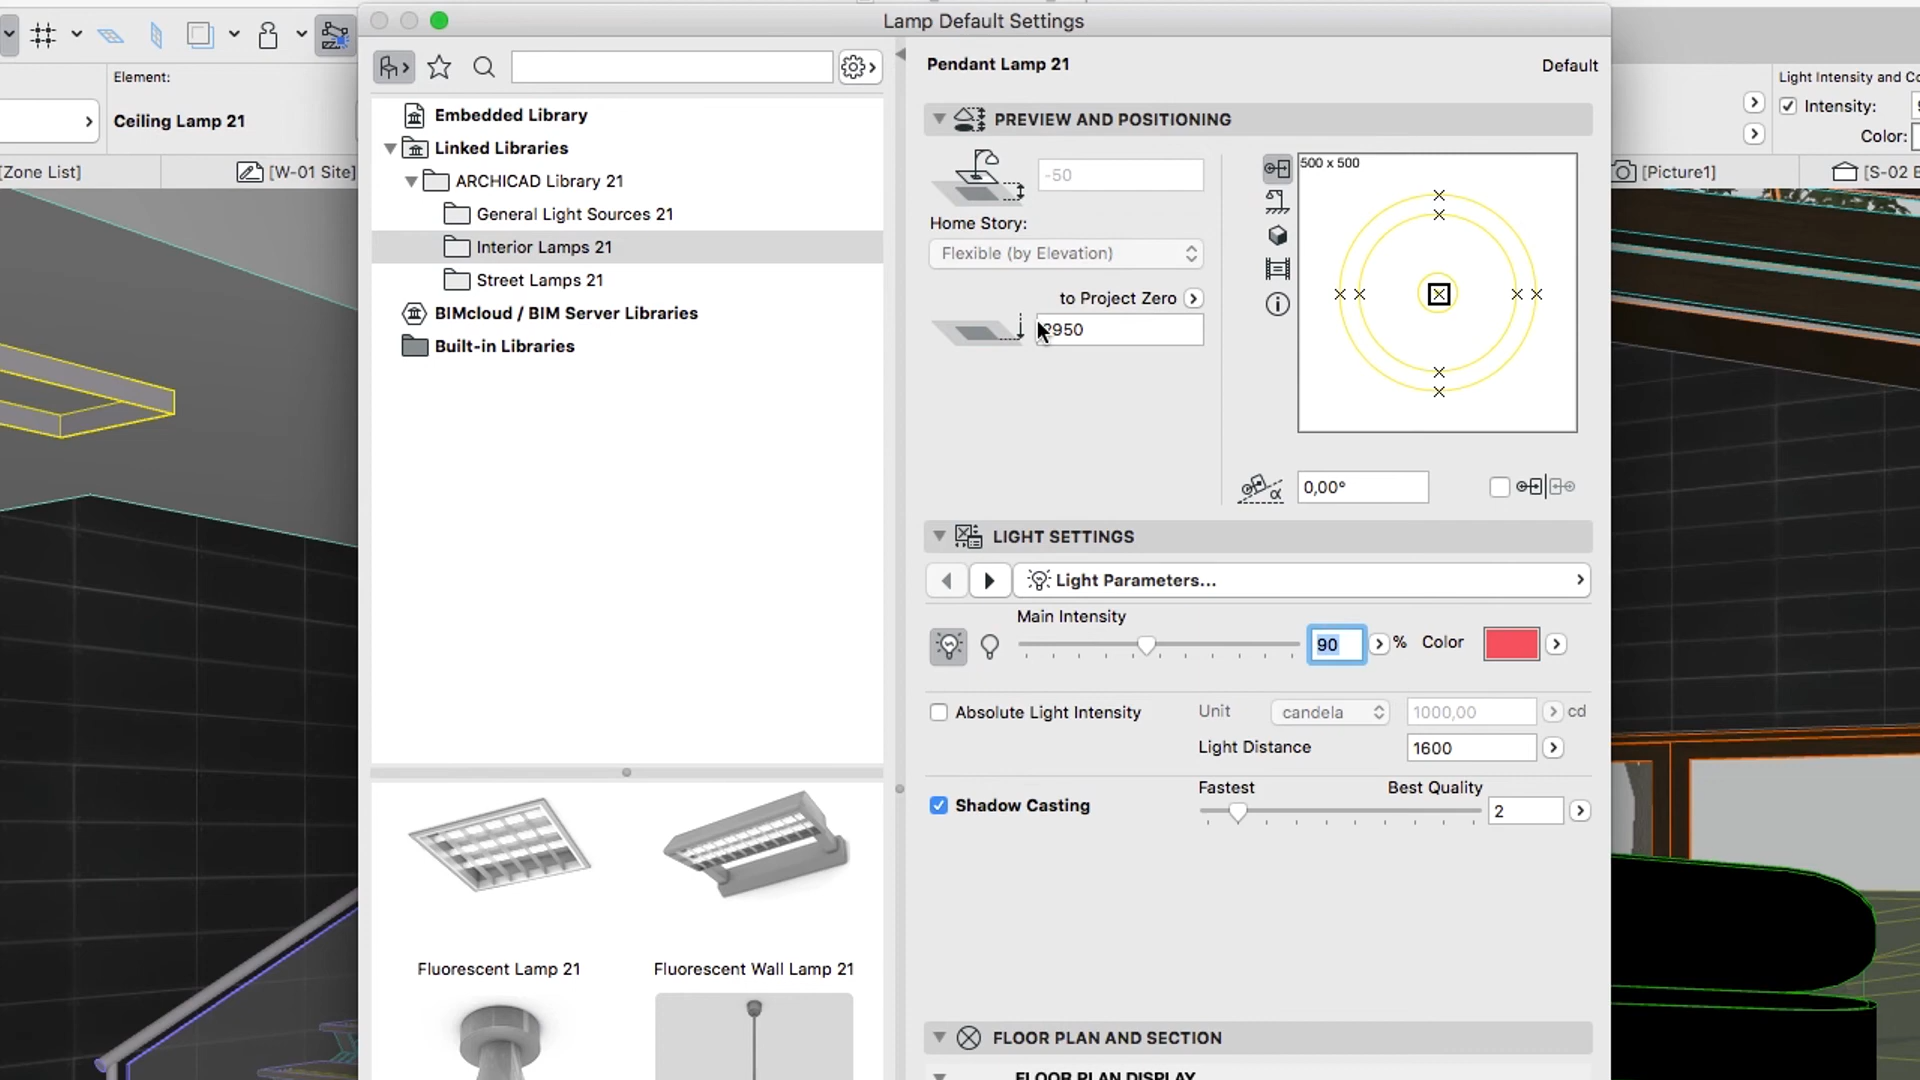 Lamp Default Settings
Element:
Ceiling Lamp 21
[Zone List]
[W-01 Site]
Embedded Library
Linked Libraries
ARCHICAD Library 21
General Light Sources 21
Interior Lamps 21
Street Lamps 21
BIMcloud / BIM Server Libraries
Built-in Libraries
Fluorescent Lamp 21
Fluorescent Wall Lamp 21
Pendant Lamp 21
Default
PREVIEW AND POSITIONING
-50
Home Story:
Flexible (by Elevation)
to Project Zero
500 x 500
0,00°
LIGHT SETTINGS
Light Parameters...
Main Intensity
90
%
Color
Absolute Light Intensity
Unit
candela
1000,00
cd
Light Distance
1600
Shadow Casting
Fastest
Best Quality
2
FLOOR PLAN AND SECTION
FLOOR PLAN DISPLAY
Light Intensity and
Intensity:
Color:
[Picture1]
[S-02